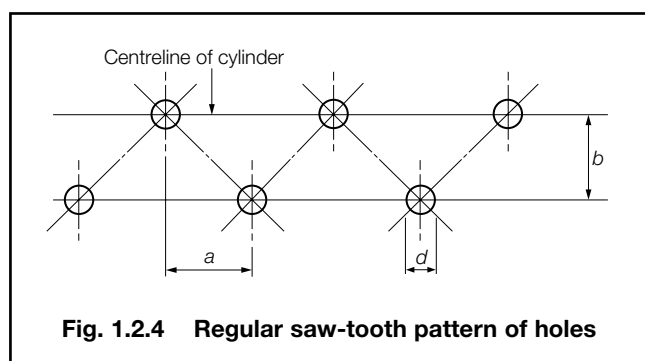 Centreline of cylinder
b
a
d
Fig. 1.2.4 Regular saw-tooth pattern of holes